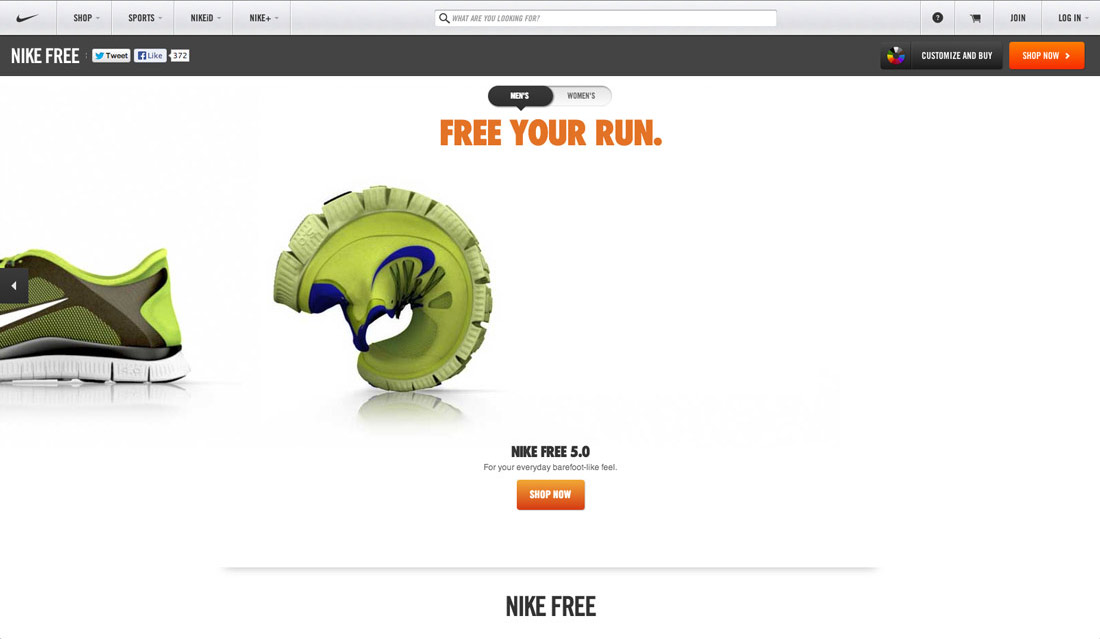 SHOP SPORTS NIKEiD NIKE+ WHAT ARE YOU LOOKING FOR? ? JOIN LOG IN
NIKE FREE Tweet Like 372 CUSTOMIZE AND BUY SHOP NOW
MEN'S WOMEN'S
FREE YOUR RUN.
NIKE FREE 5.0
For your everyday barefoot-like feel.
SHOP NOW
NIKE FREE